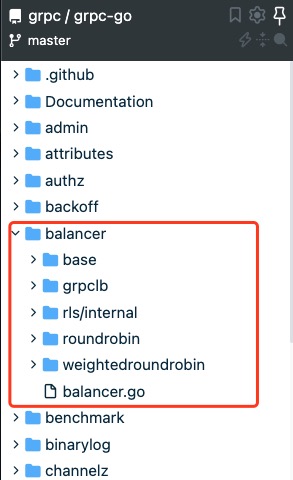 grpc / grpc-go
master
.github
Documentation
admin
attributes
authz
backoff
balancer
base
grpclb
rls/internal
roundrobin
weightedroundrobin
balancer.go
benchmark
binarylog
channelz